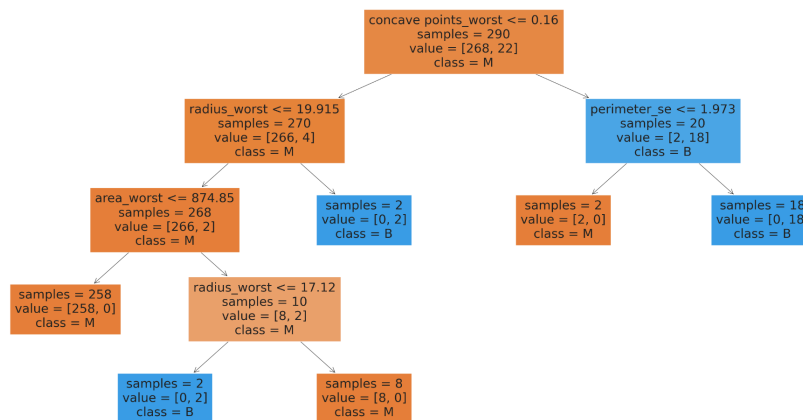 concave points_worst <= 0.16
samples = 290
value = [268, 22]
class = M
radius_worst <= 19.915
samples = 270
value = [266, 4]
class = M
perimeter_se <= 1.973
samples = 20
value = [2, 18]
class = B
area_worst <= 874.85
samples = 268
value = [266, 2]
class = M
samples = 2
value = [0, 2]
class = B
samples = 2
value = [2, 0]
class = M
samples = 18
value = [0, 18]
class = B
samples = 258
value = [258, 0]
class = M
radius_worst <= 17.12
samples = 10
value = [8, 2]
class = M
samples = 2
value = [0, 2]
class = B
samples = 8
value = [8, 0]
class = M